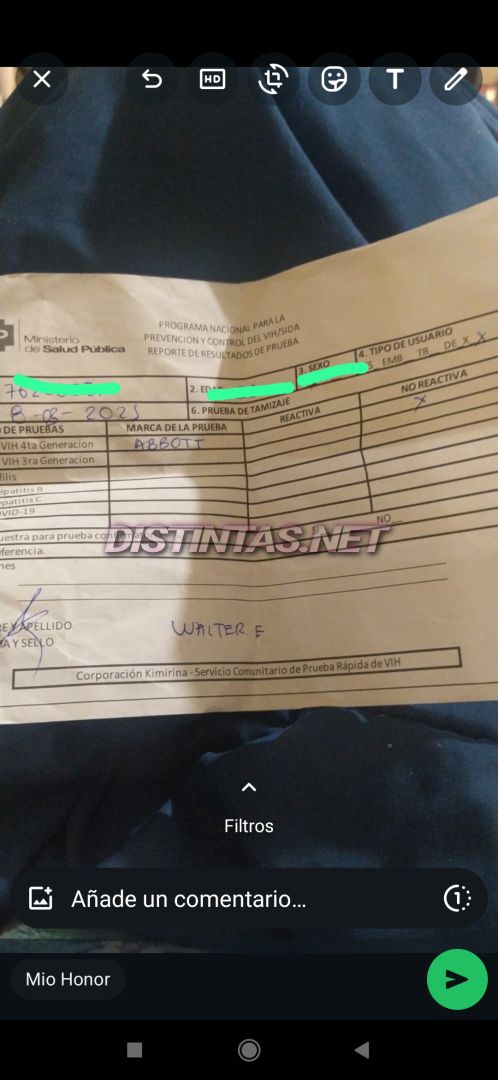 HD
T
Ministerio
de Salud Pública
PROGRAMA NACIONAL PARA LA
PREVENCION Y CONTROL DEL VIH/SIDA
REPORTE DE RESULTADOS DE PRUEBA
2. EDAD
3. SEXO
4. TIPO DE USUARIO
EMB TB DE X X
8-08-2025
6. PRUEBA DE TAMIZAJE
DE PRUEBAS
MARCA DE LA PRUEBA
REACTIVA
NO REACTIVA
VIH 4ta Generacion
ABBOTT
X
VIH 3ra Generacion
filis
epatitis B
epatitis C
OVID-19
uestra para prueba
NO
eferencia.
DISTINTAS.NET
nes
RE Y APELLIDO
WALTER E
MA Y SELLO
Corporación Kimirina - Servicio Comunitario de Prueba Rápida de VIH
Filtros
Añade un comentario...
1
Mio Honor